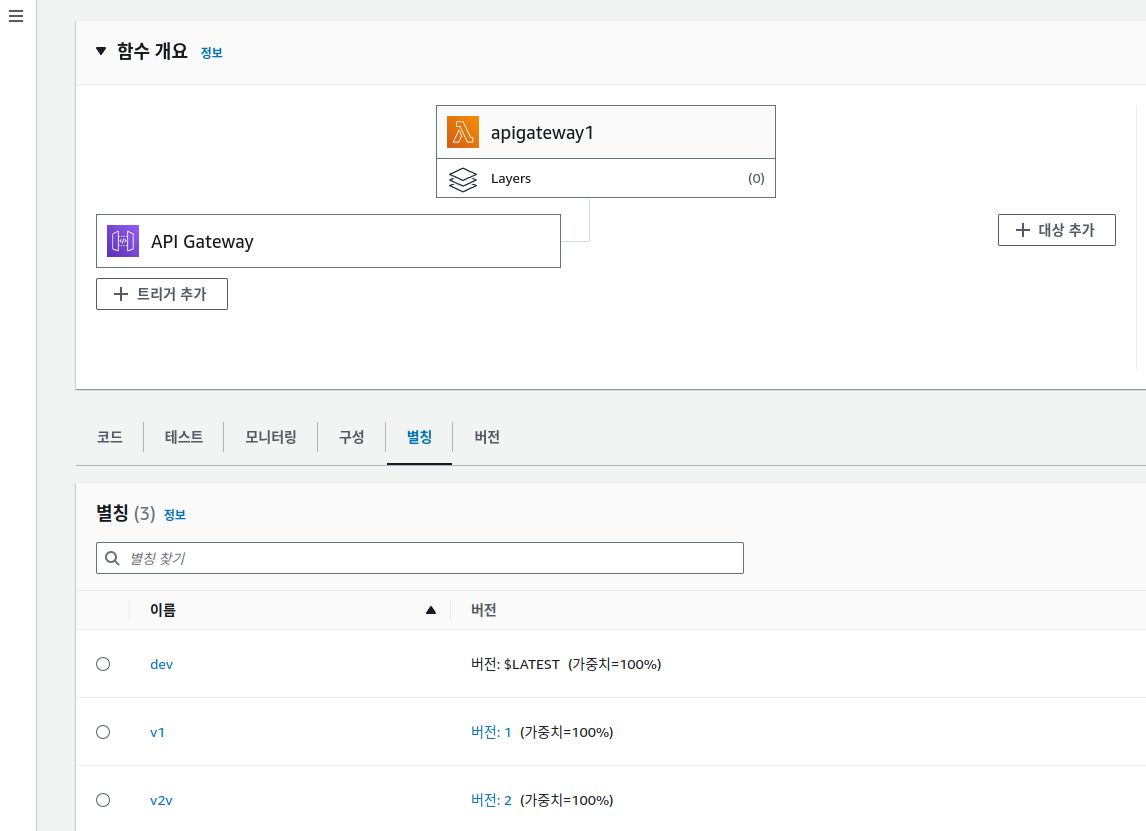 함수 개요 정보
apigateway1
Layers (0)
API Gateway
+ 대상 추가
+ 트리거 추가
코드 테스트 모니터링 구성 별칭 버전
별칭 (3) 정보
별칭 찾기
이름 버전
dev 버전: $LATEST (가중치=100%)
v1 버전: 1 (가중치=100%)
v2v 버전: 2 (가중치=100%)